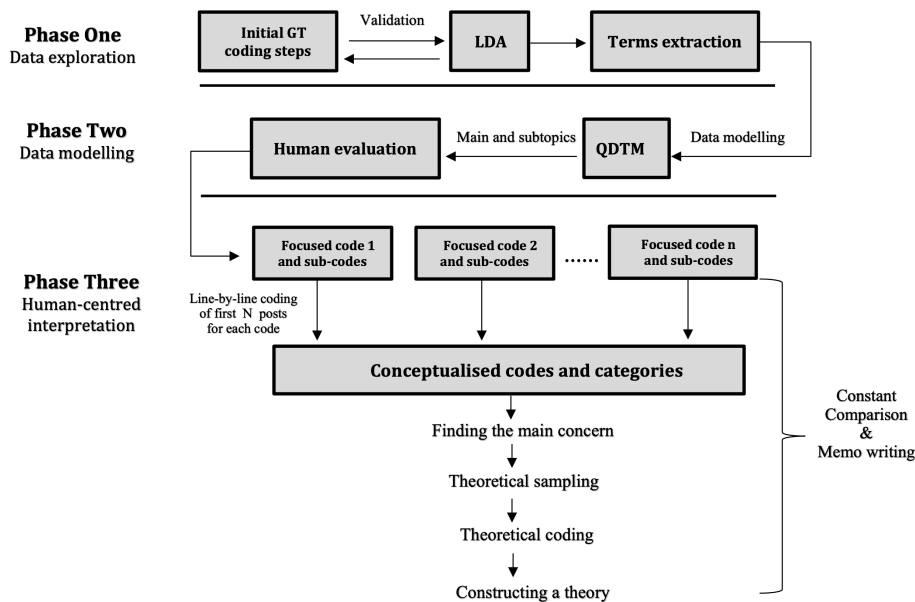 Phase One
Data exploration
Initial GT
coding steps
Validation
LDA
Terms extraction
Phase Two
Data modelling
Human evaluation
Main and subtopics
QDTM
Data modelling
Phase Three
Human-centred
interpretation
Focused code 1
and sub-codes
Focused code 2
and sub-codes
......
Focused code n
and sub-codes
Line-by-line coding
of first N posts
for each code
Conceptualised codes and categories
Finding the main concern
Theoretical sampling
Theoretical coding
Constructing a theory
Constant
Comparison
&
Memo writing